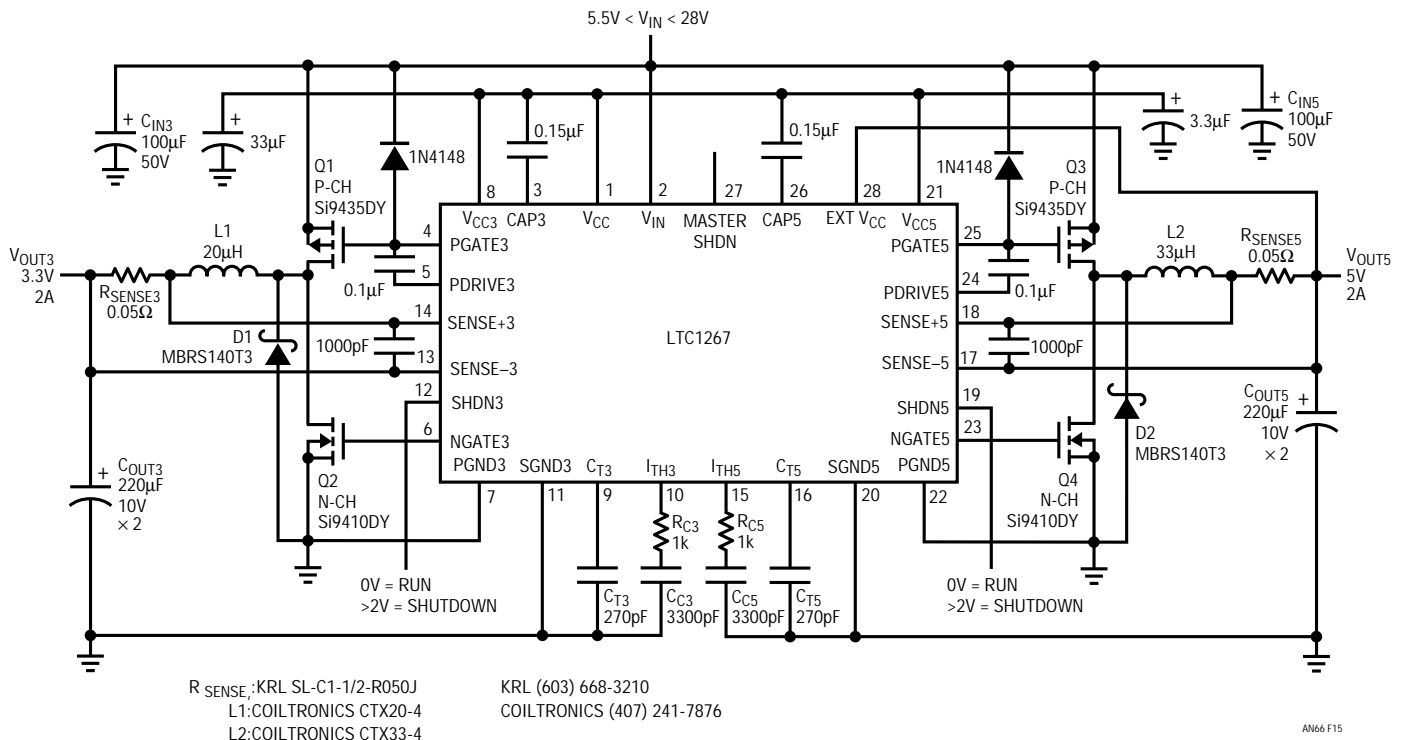 5.5V < VIN < 28V
CIN3
100µF
50V
33µF
Q1
P-CH
Si9435DY
1N4148
0.15µF
0.15µF
1N4148
Q3
P-CH
Si9435DY
3.3µF
CIN5
100µF
50V
8
3
1
2
27
26
28
21
VCC3
CAP3
VCC
VIN
MASTER
SHDN
CAP5
EXT VCC
VCC5
VOUT3
3.3V
2A
RSENSE3
0.05Ω
L1
20µH
4
PGATE3
5
PDRIVE3
0.1µF
14
SENSE+3
1000pF
13
SENSE–3
12
SHDN3
6
NGATE3
D1
MBRS140T3
LTC1267
PGATE5
25
PDRIVE5
24
0.1µF
SENSE+5
18
1000pF
SENSE–5
17
SHDN5
19
NGATE5
23
L2
33µH
RSENSE5
0.05Ω
VOUT5
5V
2A
COUT5
220µF
10V
× 2
D2
MBRS140T3
COUT3
220µF
10V
× 2
Q2
N-CH
Si9410DY
PGND3
SGND3
CT3
ITH3
ITH5
CT5
SGND5
PGND5
7
11
9
10
15
16
20
22
Q4
N-CH
Si9410DY
RC3
1k
RC5
1k
0V = RUN
>2V = SHUTDOWN
CT3
270pF
CC3
3300pF
CC5
3300pF
CT5
270pF
0V = RUN
>2V = SHUTDOWN
R SENSE,:KRL SL-C1-1/2-R050J
L1:COILTRONICS CTX20-4
L2:COILTRONICS CTX33-4
KRL (603) 668-3210
COILTRONICS (407) 241-7876
AN66 F15